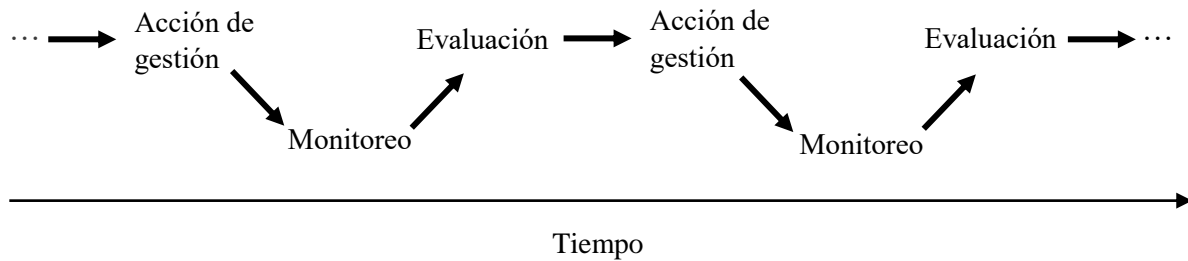 … Acción de
gestión
Monitoreo
Evaluación
Acción de
gestión
Monitoreo
Evaluación …
Tiempo